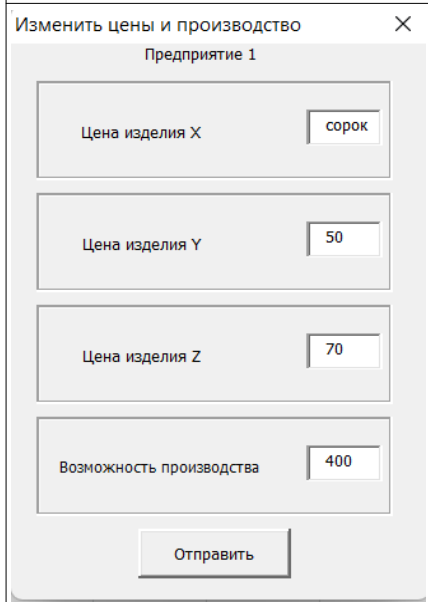 Изменить цены и производство
Предприятие 1
Цена изделия X
сорок
Цена изделия Y
50
Цена изделия Z
70
Возможность производства
400
Отправить